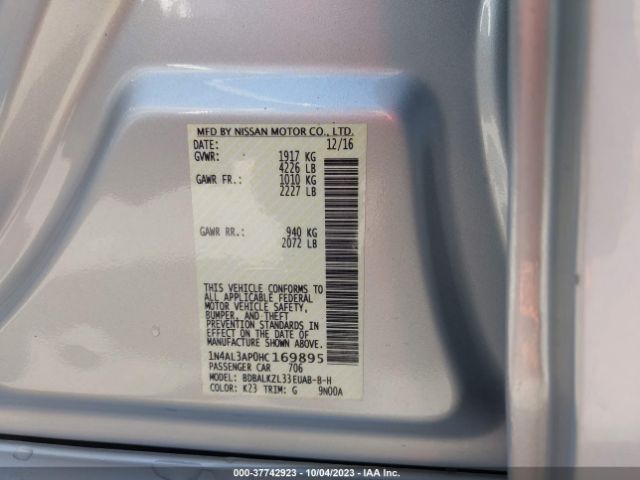 MFD BY NISSAN MOTOR CO., LTD.
DATE: 12/16
GVWR: 1917 KG
4226 LB
GAWR FR.: 1010 KG
2227 LB
GAWR RR.: 940 KG
2072 LB
THIS VEHICLE CONFORMS TO
ALL APPLICABLE FEDERAL
MOTOR VEHICLE SAFETY,
BUMPER, AND THEFT
PREVENTION STANDARDS
IN EFFECT ON THE DATE OF
MANUFACTURE SHOWN ABOVE.
1N4AL3AP0HC169895
PASSENGER CAR 706
MODEL: BDBALKZL33EUAB-B-H
COLOR: K23 TRIM: G 9N00A
000-37742923 - 10/04/2023 - IAA Inc.